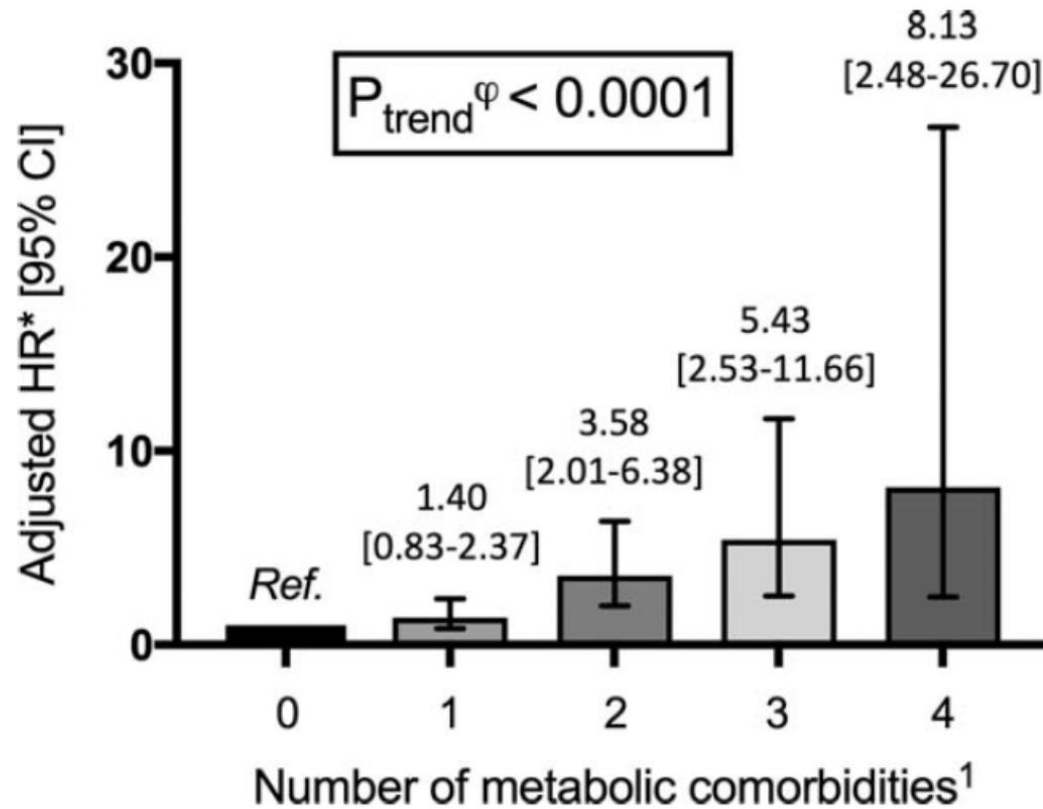 8.13
[2.48-26.70]
30
P trend φ < 0.0001
Adjusted HR* [95% CI]
20
5.43
[2.53-11.66]
3.58
[2.01-6.38]
10
1.40
[0.83-2.37]
Ref.
0
0 1 2 3 4
Number of metabolic comorbidities¹